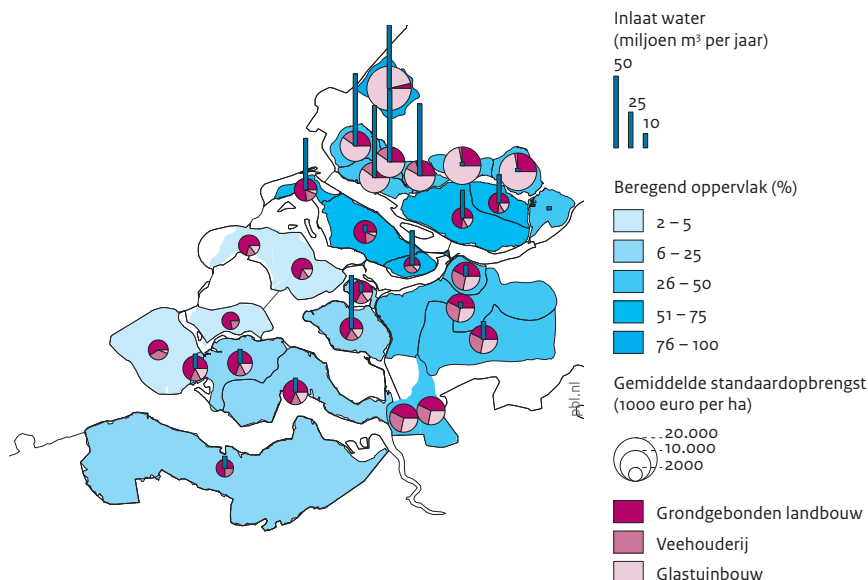 Inlaat water
(miljoen m³ per jaar)
50
25
10
Beregend oppervlak (%)
2 – 5
6 – 25
26 – 50
51 – 75
76 – 100
Gemiddelde standaardopbrengst
(1000 euro per ha)
20.000
10.000
2000
Grondgebonden landbouw
Veehouderij
Glastuinbouw
pbl.nl